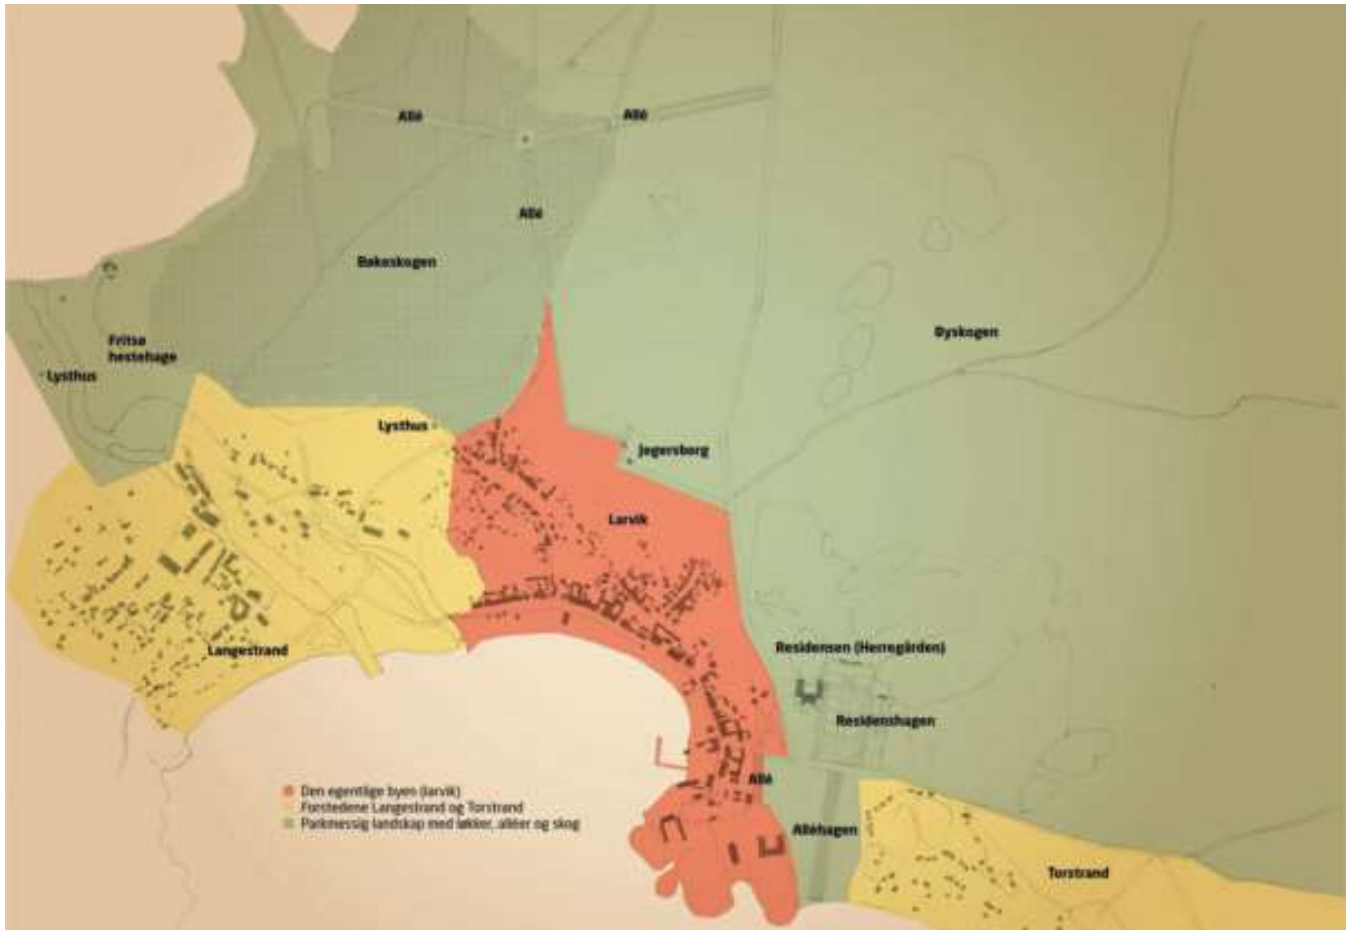 Allé
Allé
Allé
Bøkeskogen
Fritsø
hestehage
Lysthus
Øyskogen
Lysthus
Jegersborg
Larvik
Langestrand
Residensen (Herregården)
Residenshagen
Allé
Alléhagen
Torstrand
Den egentlige byen (larvik)
Forstedene Langestrand og Torstrand
Parkmessig landskap med løkker, alléer og skog